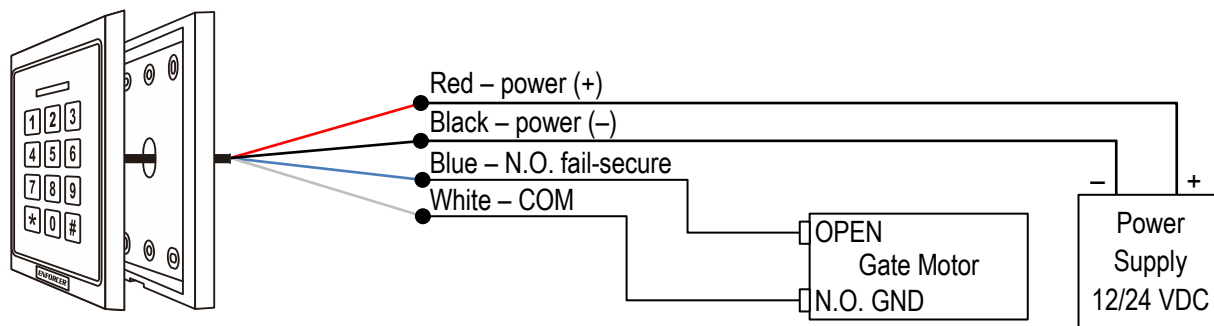 Red – power (+)
Black – power (–)
Blue – N.O. fail-secure
White – COM
1 2 3
4 5 6
7 8 9
* 0 #
ENFORCER
OPEN
Gate Motor
N.O. GND
– +
Power
Supply
12/24 VDC